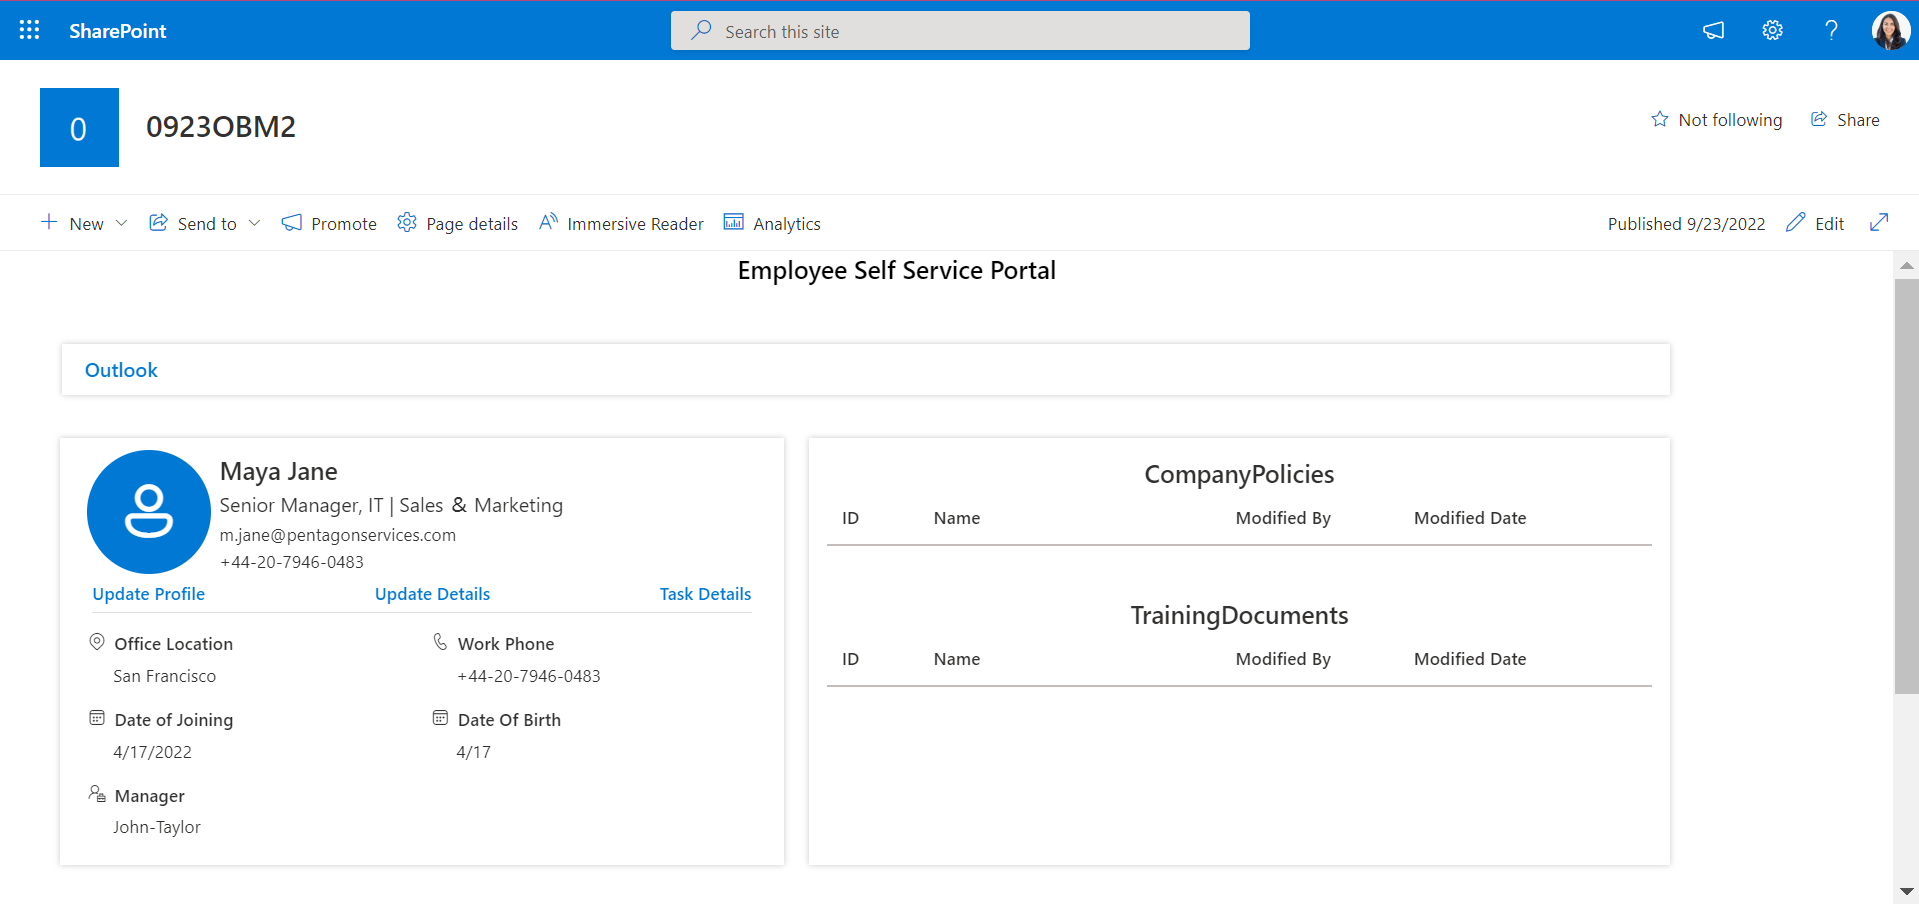 SharePoint
Search this site
?
0
0923OBM2
Not following
Share
New
Send to
Promote
Page details
Immersive Reader
Analytics
Published 9/23/2022
Edit
Employee Self Service Portal
Outlook
Maya Jane
Senior Manager, IT | Sales & Marketing
m.jane@pentagonservices.com
+44-20-7946-0483
Update Profile
Update Details
Task Details
Office Location
San Francisco
Work Phone
+44-20-7946-0483
Date of Joining
4/17/2022
Date Of Birth
4/17
Manager
John-Taylor
CompanyPolicies
ID Name Modified By Modified Date
TrainingDocuments
ID Name Modified By Modified Date